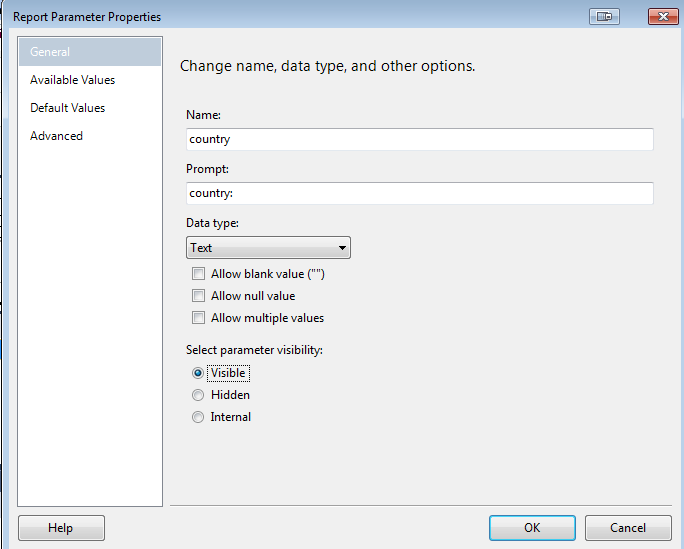 Report Parameter Properties
General
Available Values
Default Values
Advanced
Change name, data type, and other options.
Name:
country
Prompt:
country:
Data type:
Text
Allow blank value ("")
Allow null value
Allow multiple values
Select parameter visibility:
Visible
Hidden
Internal
Help
OK
Cancel